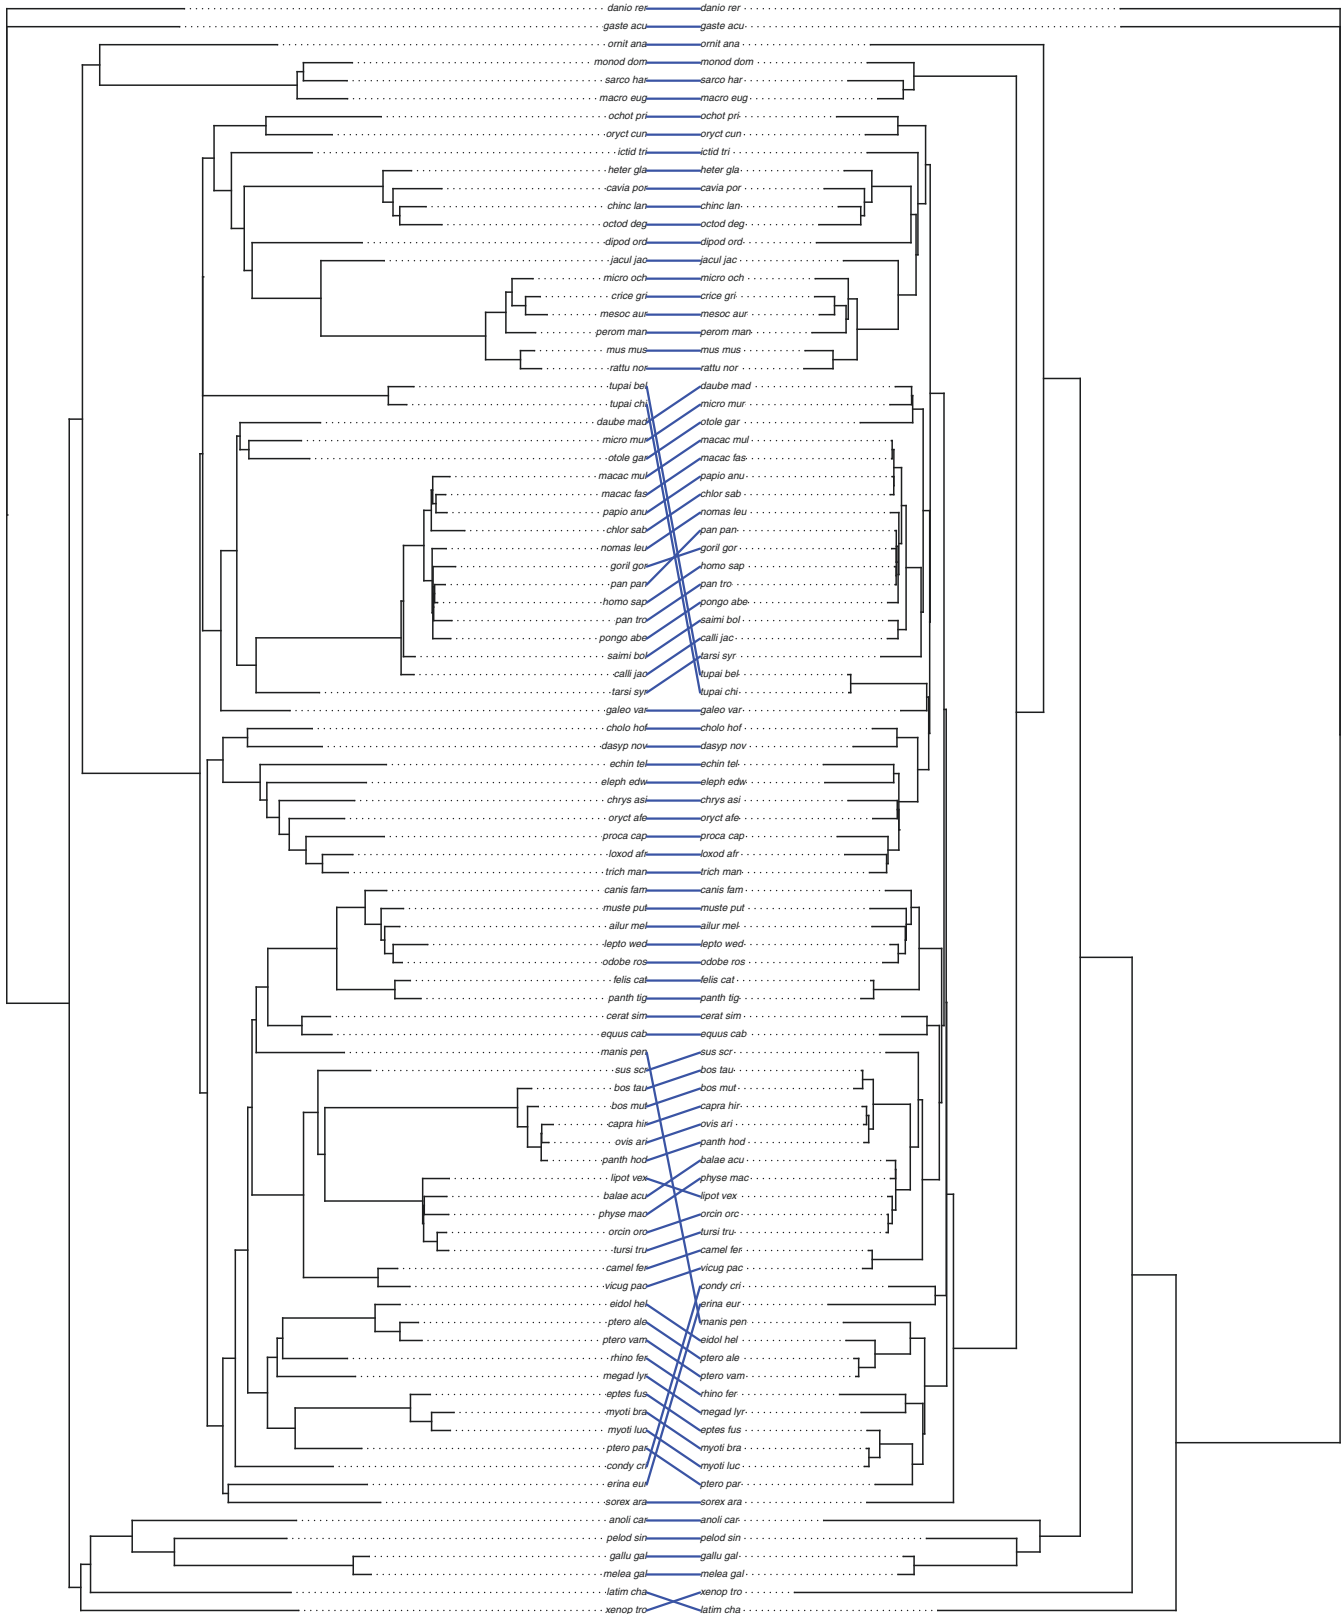 danio rer danio rer
gaste acu gaste acu
ornit ana ornit ana
monod dom monod dom
sarco har sarco har
macro eug macro eug
ochot pri ochot pri
oryct cun oryct cun
ictid tri ictid tri
heter gla heter gla
cavia por cavia por
chinc lan chinc lan
octod deg octod deg
dipod ord dipod ord
jacul jac jacul jac
micro och micro och
crice gri crice gri
mesoc aur mesoc aur
perom man perom man
mus mus mus mus
rattu nor rattu nor
tupai bel daube mad
tupai chi micro mur
daube mad otole gar
micro mur macac mul
otole gar macac fas
macac mul papio anu
macac fas chlor sab
papio anu nomas leu
chlor sab pan pan
nomas leu goril gor
goril gor homo sap
pan pan pan tro
homo sap pongo abe
pan tro saimi bol
pongo abe calli jac
saimi bol tarsi syr
calli jac tupai bel
tarsi syr tupai chi
galeo var galeo var
cholo hof cholo hof
dasyp nov dasyp nov
echin tel echin tel
eleph edw eleph edw
chrys asi chrys asi
oryct afe oryct afe
proca cap proca cap
loxod afr loxod afr
trich man trich man
canis fam canis fam
muste put muste put
ailur mel ailur mel
lepto wed lepto wed
odobe ros odobe ros
felis cat felis cat
panth tig panth tig
cerat sim cerat sim
equus cab equus cab
manis pen sus scr
sus scr bos tau
bos tau bos mut
bos mut capra hir
capra hir ovis ari
ovis ari panth hod
panth hod balae acu
lipot vex physe mac
balae acu lipot vex
physe mac orcin orc
orcin orc tursi tru
tursi tru camel fer
camel fer vicug pac
vicug pac condy cri
eidol hel erina eur
ptero ale manis pen
ptero vam eidol hel
rhino fer ptero ale
megad lyr ptero vam
eptes fus rhino fer
myoti bra megad lyr
myoti luc eptes fus
ptero par myoti bra
condy cri myoti luc
erina eur ptero par
sorex ara sorex ara
anoli car anoli car
pelod sin pelod sin
gallu gal gallu gal
melea gal melea gal
latim cha xenop tro
xenop tro latim cha